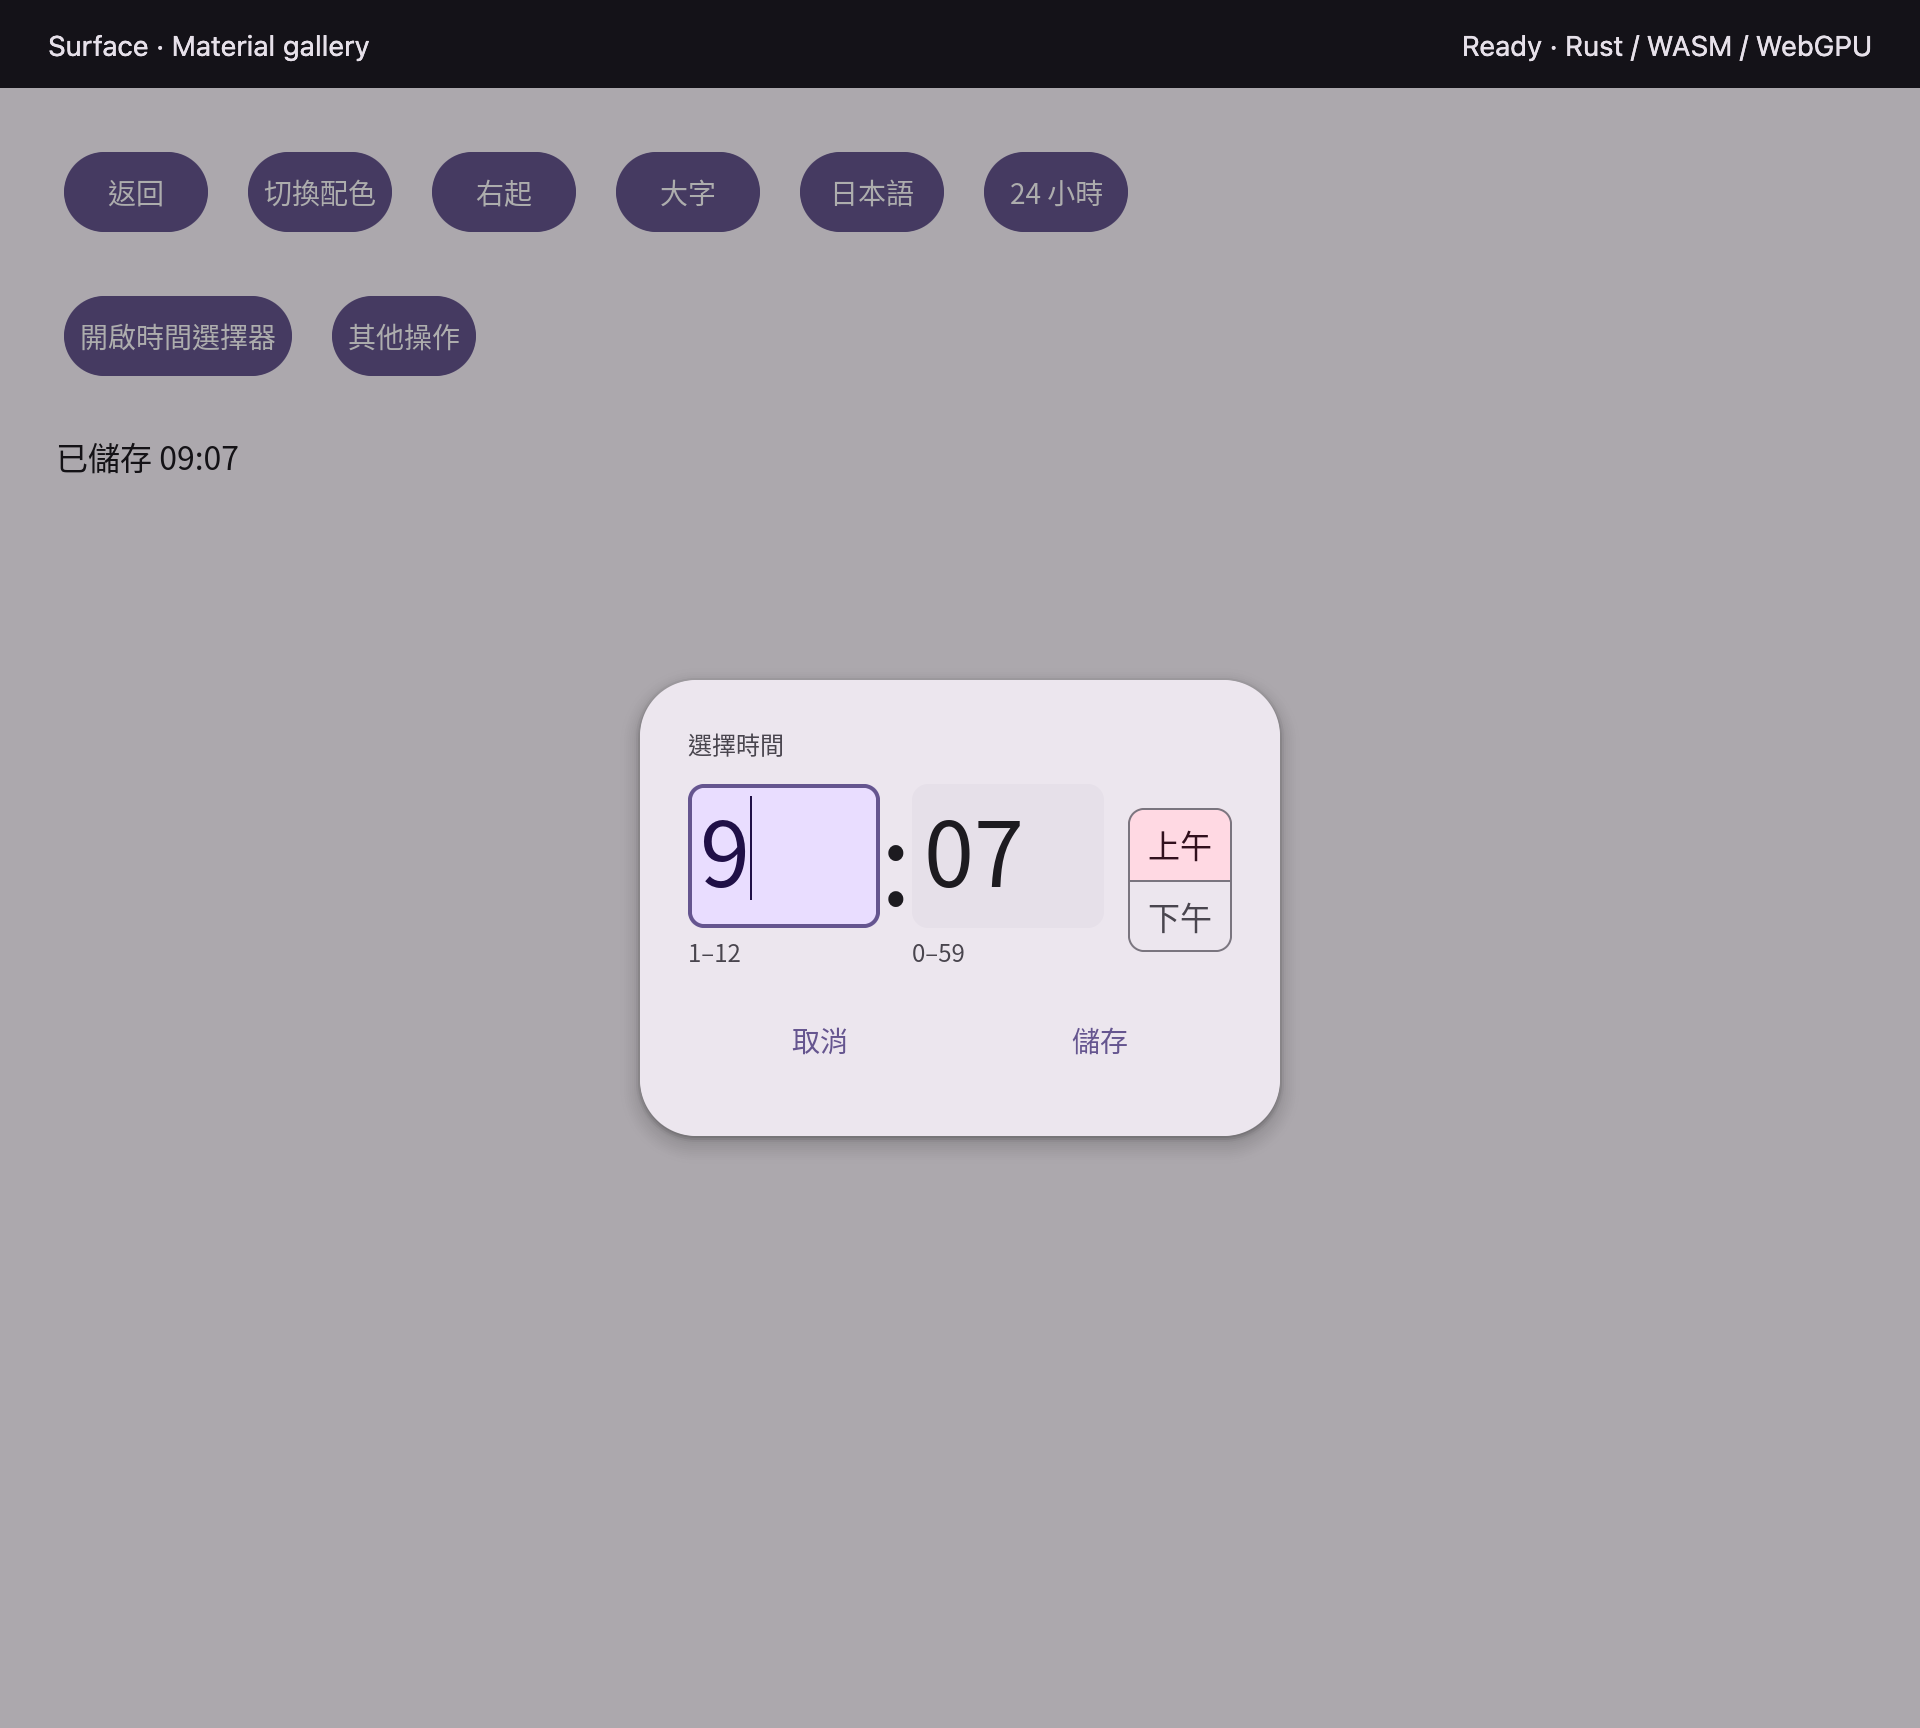 Surface · Material gallery
Ready · Rust / WASM / WebGPU
返回
切換配色
右起
大字
日本語
24 小時
開啟時間選擇器
其他操作
已儲存 09:07
選擇時間
9
:
07
上午
下午
1–12
0–59
取消
儲存